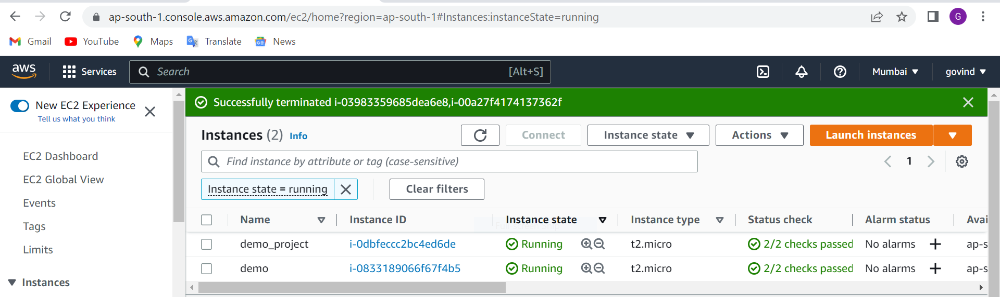 ap-south-1.console.aws.amazon.com/ec2/home?region=ap-south-1#Instances:instanceState=running
G
Gmail YouTube Maps Translate News
aws Services Search [Alt+S] Mumbai govind
New EC2 Experience
Tell us what you think
Successfully terminated i-03983359685dea6e8,i-00a27f4174137362f
Instances (2) Info Connect Instance state Actions Launch instances
Find instance by attribute or tag (case-sensitive) 1
Instance state = running Clear filters
EC2 Dashboard
EC2 Global View
Events
Tags
Limits
Instances
Name Instance ID Instance state Instance type Status check Alarm status Avai
demo_project i-0dbfeccc2bc4ed6de Running t2.micro 2/2 checks passed No alarms ap-s
demo i-0833189066f67f4b5 Running t2.micro 2/2 checks passed No alarms ap-s